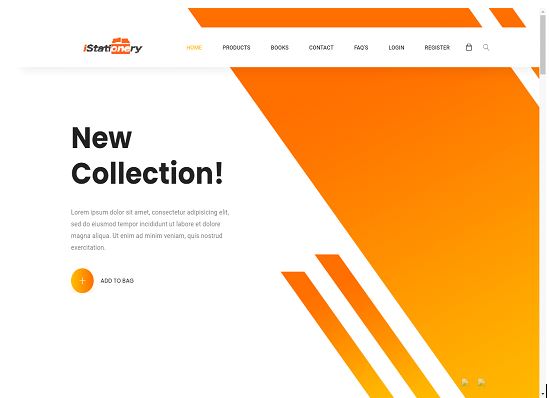 iStationery
HOME PRODUCTS BOOKS CONTACT FAQ'S LOGIN REGISTER
New
Collection!
Lorem ipsum dolor sit amet, consectetur adipisicing elit,
sed do eiusmod tempor incididunt ut labore et dolore
magna aliqua. Ut enim ad minim veniam, quis nostrud
exercitation.
+ ADD TO BAG